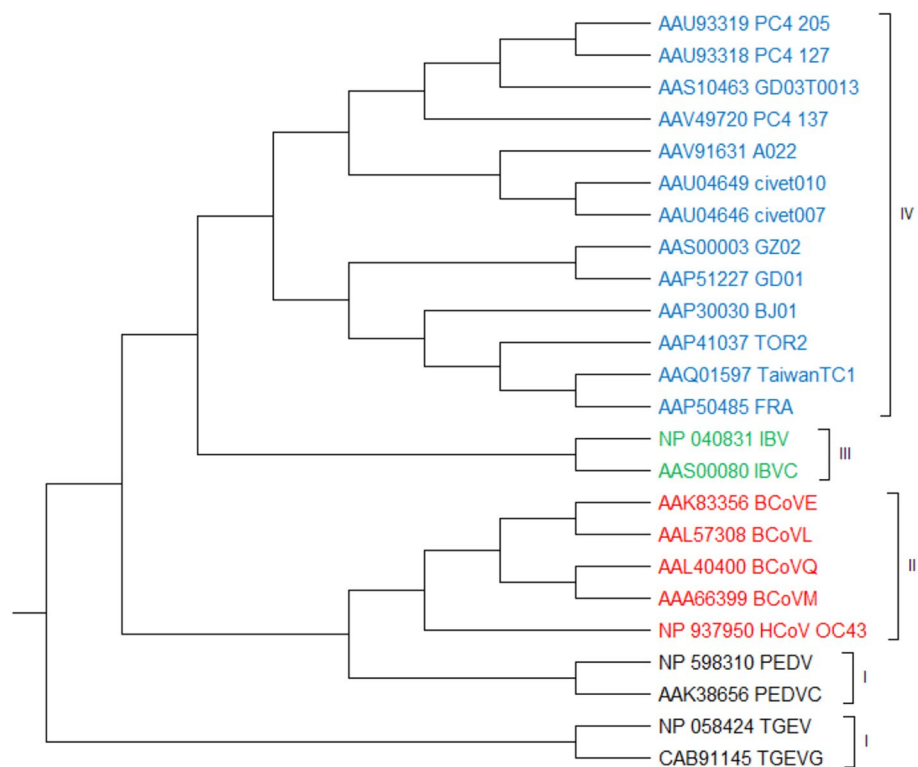 AAU93319 PC4 205
AAU93318 PC4 127
AAS10463 GD03T0013
AAV49720 PC4 137
AAV91631 A022
AAU04649 civet010
AAU04646 civet007
AAS00003 GZ02
AAP51227 GD01
AAP30030 BJ01
AAP41037 TOR2
AAQ01597 TaiwanTC1
AAP50485 FRA
IV
NP 040831 IBV
AAS00080 IBVC
III
AAK83356 BCoVE
AAL57308 BCoVL
AAL40400 BCoVQ
AAA66399 BCoVM
NP 937950 HCoV OC43
II
NP 598310 PEDV
AAK38656 PEDVC
I
NP 058424 TGEV
CAB91145 TGEVG
I